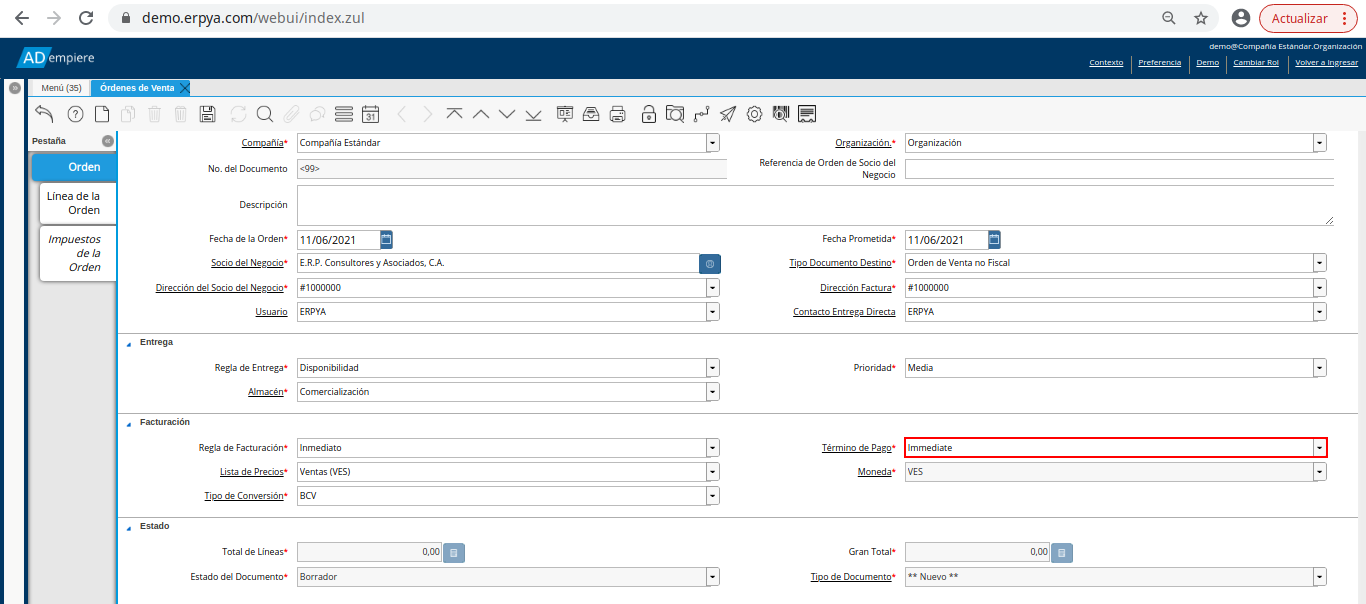 demo.erpya.com/webui/index.zul
Actualizar
ADempiere
demo@Compañía Estándar.Organización
Contexto Preferencia Demo Cambiar Rol Volver a Ingresar
Menú (35) Órdenes de Venta
31
Pestaña
Orden
Línea de la
Orden
Impuestos
de la
Orden
Compañía* Compañía Estándar Organización.* Organización
No. del Documento <99> Referencia de Orden de Socio del
Negocio
Descripción
Fecha de la Orden* 11/06/2021 Fecha Prometida* 11/06/2021
Socio del Negocio* E.R.P. Consultores y Asociados, C.A. Tipo Documento Destino* Orden de Venta no Fiscal
Dirección del Socio del Negocio* #1000000 Dirección Factura* #1000000
Usuario ERPYA Contacto Entrega Directa ERPYA
Entrega
Regla de Entrega* Disponibilidad Prioridad* Media
Almacén* Comercialización
Facturación
Regla de Facturación* Inmediato Término de Pago* Immediate
Lista de Precios* Ventas (VES) Moneda* VES
Tipo de Conversión* BCV
Estado
Total de Líneas* 0,00 Gran Total* 0,00
Estado del Documento* Borrador Tipo de Documento* ** Nuevo **